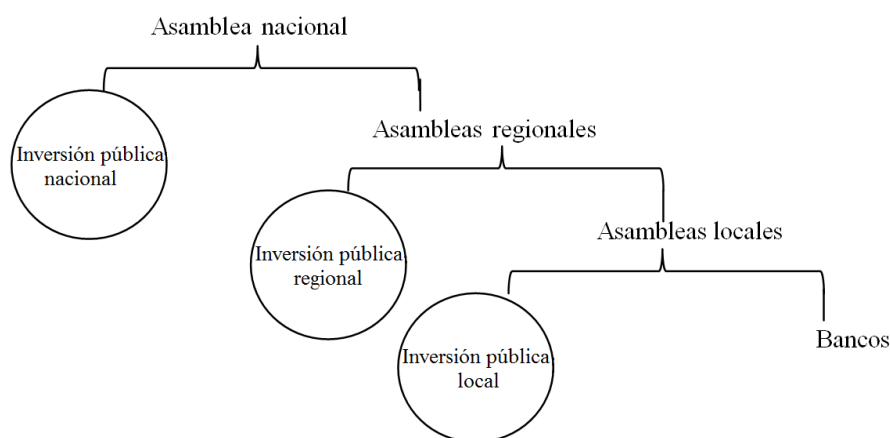 Asamblea nacional
Inversión pública
nacional
Asambleas regionales
Inversión pública
regional
Asambleas locales
Inversión pública
local
Bancos